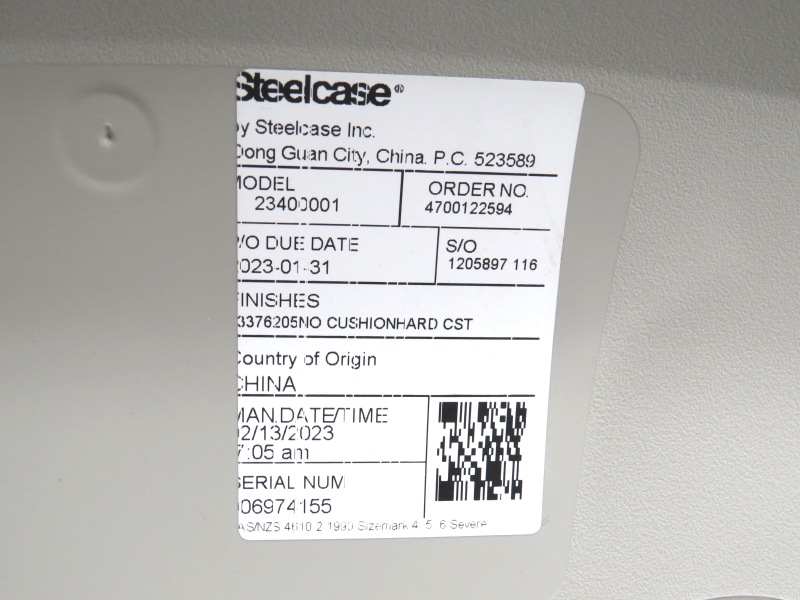 Steelcase®
by Steelcase Inc.
Dong Guan City, China. P.C. 523589
MODEL
23400001
ORDER NO.
4700122594
P/O DUE DATE
2023-01-31
S/O
1205897 116
FINISHES
3376205NO CUSHIONHARD CST
Country of Origin
CHINA
MAN.DATE/TIME
02/13/2023
7:05 am
SERIAL NUM
006974155
AS/NZS 4610.2 1999 Sizemark 4, 5, 6 Severe